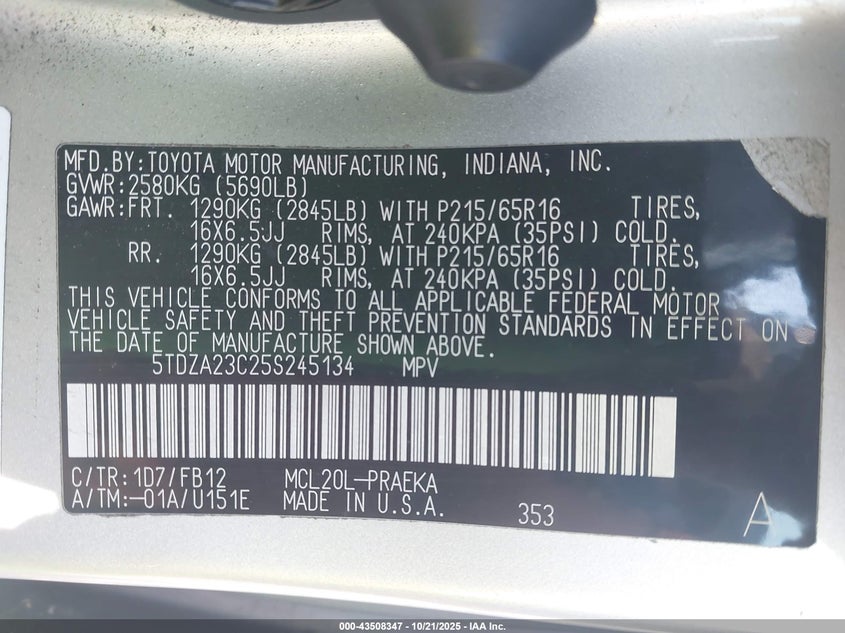 MFD.BY:TOYOTA MOTOR MANUFACTURING, INDIANA, INC.
GVWR:2580KG (5690LB)
GAWR:FRT. 1290KG (2845LB) WITH P215/65R16 TIRES,
16X6.5JJ RIMS, AT 240KPA (35PSI) COLD.
RR. 1290KG (2845LB) WITH P215/65R16 TIRES,
16X6.5JJ RIMS, AT 240KPA (35PSI) COLD.
THIS VEHICLE CONFORMS TO ALL APPLICABLE FEDERAL MOTOR
VEHICLE SAFETY AND THEFT PREVENTION STANDARDS IN EFFECT ON
THE DATE OF MANUFACTURE SHOWN ABOVE.
5TDZA23C25S245134 MPV
C/TR:1D7/FB12 MCL20L-PRAEKA
A/TM:-01A/U151E MADE IN U.S.A. 353 A
000-43508347 - 10/21/2025 - IAA Inc.